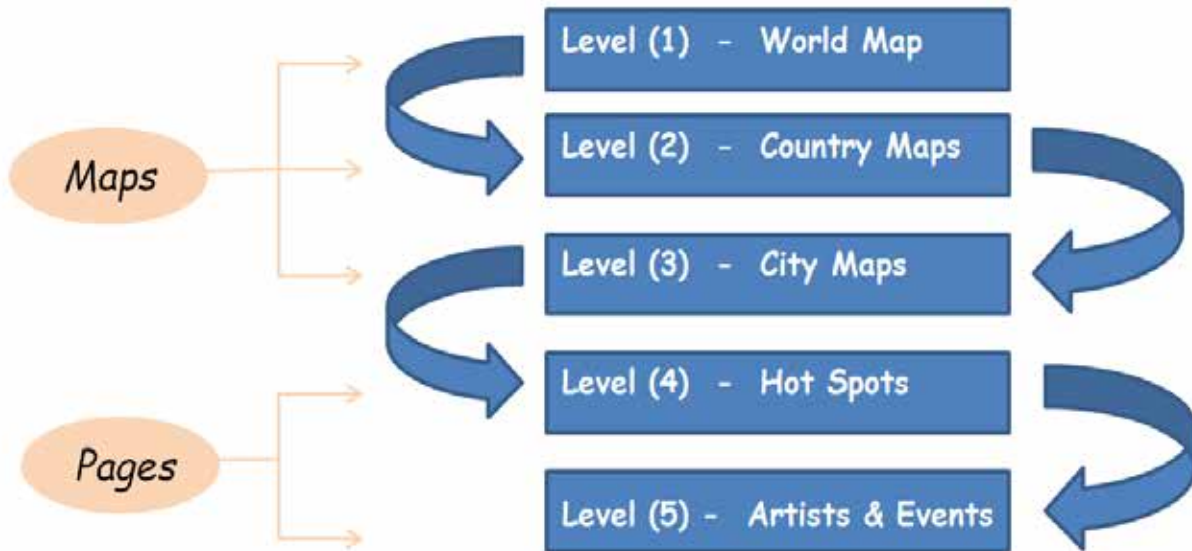 Level (1) - World Map
Level (2) - Country Maps
Maps
Level (3) - City Maps
Level (4) - Hot Spots
Pages
Level (5) - Artists & Events